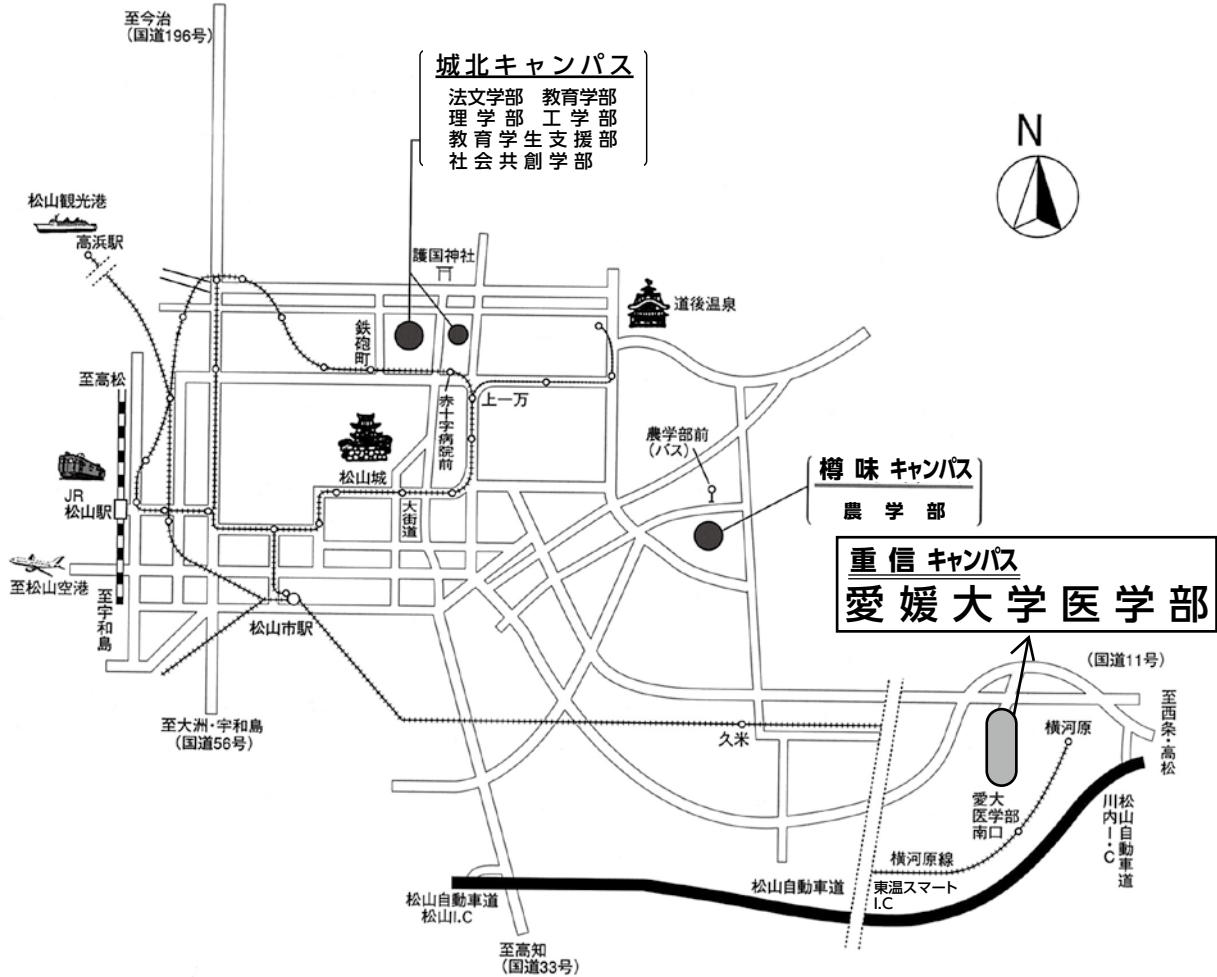 至今治
(国道196号)
城北キャンパス
法文学部 教育学部
理学部 工学部
教育学生支援部
社会共創学部
N
松山観光港
高浜駅
護国神社
道後温泉
鉄砲町
至高松
赤十字病院前
上一万
農学部前
(バス)
松山城
樽味 キャンパス
農学部
JR
松山駅
大街道
重信 キャンパス
愛媛大学医学部
至松山空港
至宇和島
松山市駅
(国道11号)
至西条・高松
至大洲・宇和島
(国道56号)
久米
横河原
愛大
医学部
南口
松山自動車道
川内I・C
横河原線
松山自動車道
東温スマート
I.C
松山自動車道
松山I.C
至高知
(国道33号)